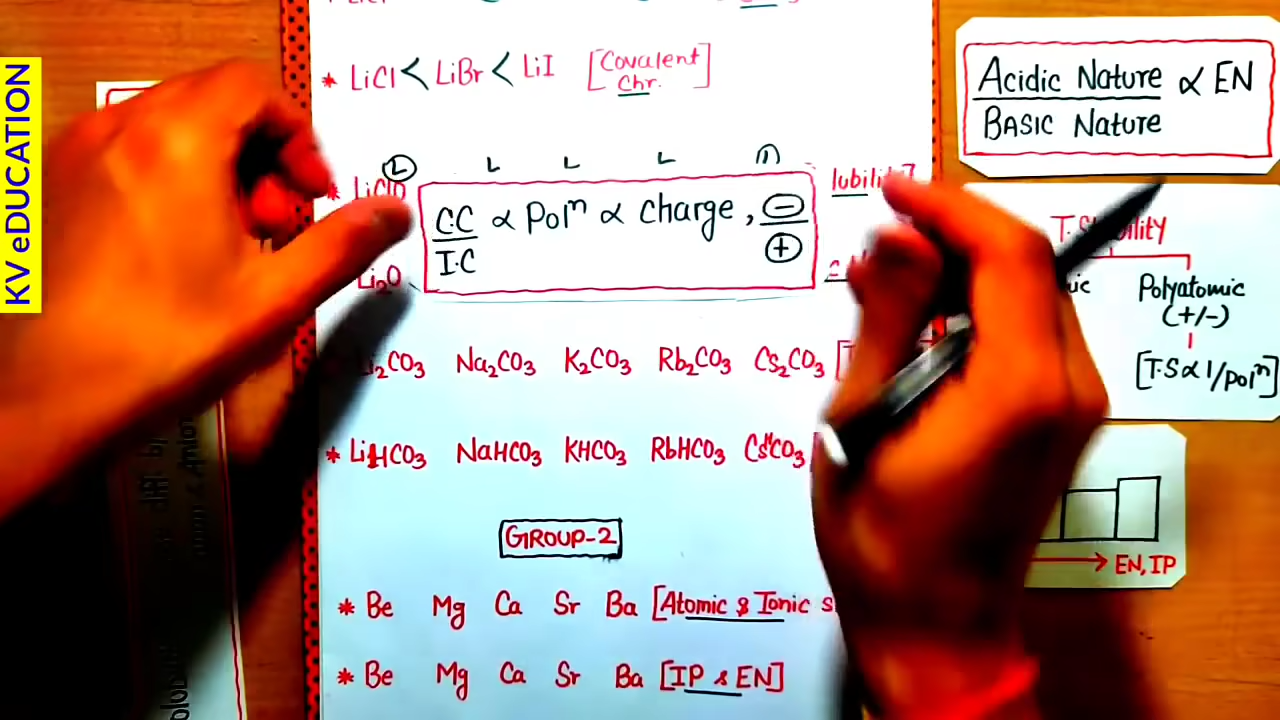 KV eDUCATION
* LiCl < LiBr < LiI [Covalent
Chr.]
L L L L
* LiClO
lubility]
C.C ∝ Polⁿ ∝ charge, ⊖
I.C ⊕
Li₂O
Li₂CO₃ Na₂CO₃ K₂CO₃ Rb₂CO₃ Cs₂CO₃ [T
* LiHCO₃ NaHCO₃ KHCO₃ RbHCO₃ CsHCO₃
GROUP-2
* Be Mg Ca Sr Ba [Atomic & Ionic s
* Be Mg Ca Sr Ba [IP & EN]
Acidic Nature ∝ EN
BASIC Nature
Polyatomic
(+/-)
[T.S ∝ 1/polⁿ]
→ EN, IP